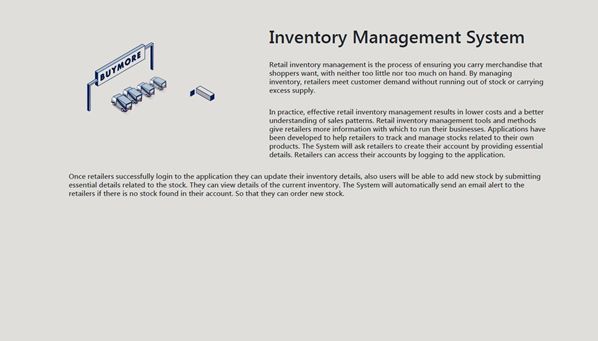 BUYMORE
Inventory Management System
Retail inventory management is the process of ensuring you carry merchandise that
shoppers want, with neither too little nor too much on hand. By managing
inventory, retailers meet customer demand without running out of stock or carrying
excess supply.
In practice, effective retail inventory management results in lower costs and a better
understanding of sales patterns. Retail inventory management tools and methods
give retailers more information with which to run their businesses. Applications have
been developed to help retailers to track and manage stocks related to their own
products. The System will ask retailers to create their account by providing essential
details. Retailers can access their accounts by logging to the application.
Once retailers successfully login to the application they can update their inventory details, also users will be able to add new stock by submitting
essential details related to the stock. They can view details of the current inventory. The System will automatically send an email alert to the
retailers if there is no stock found in their account. So that they can order new stock.